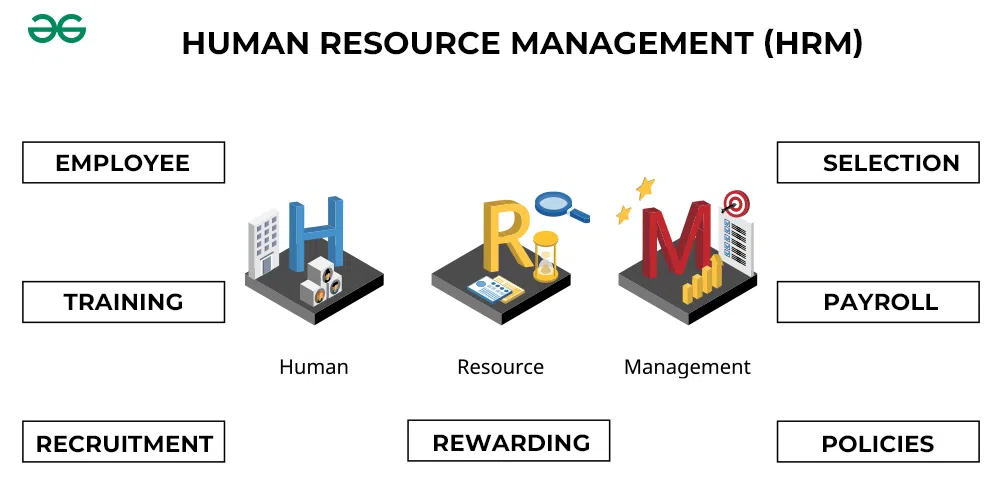 HUMAN RESOURCE MANAGEMENT (HRM)
EMPLOYEE
SELECTION
H
R
M
TRAINING
PAYROLL
Human
Resource
Management
RECRUITMENT
REWARDING
POLICIES